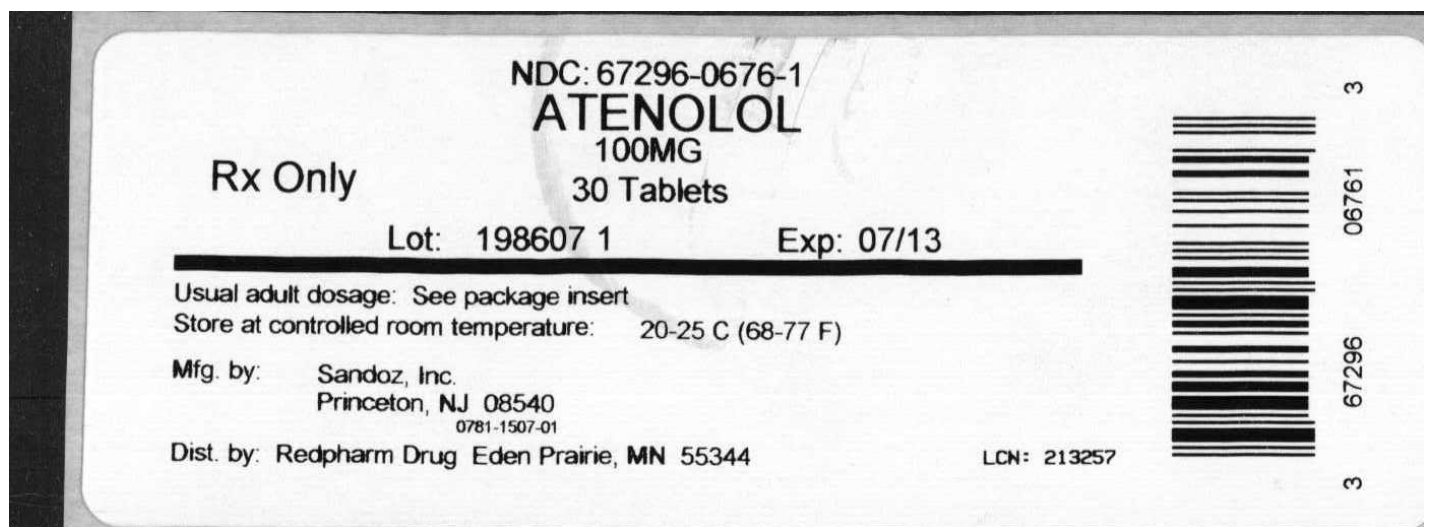 NDC: 67296-0676-1
ATENOLOL
100MG
Rx Only
30 Tablets
Lot: 198607 1 Exp: 07/13
Usual adult dosage: See package insert
Store at controlled room temperature: 20-25 C (68-77 F)
Mfg. by: Sandoz, Inc.
Princeton, NJ 08540
0781-1507-01
Dist. by: Redpharm Drug Eden Prairie, MN 55344
LCN: 213257
3 67296 06761 3